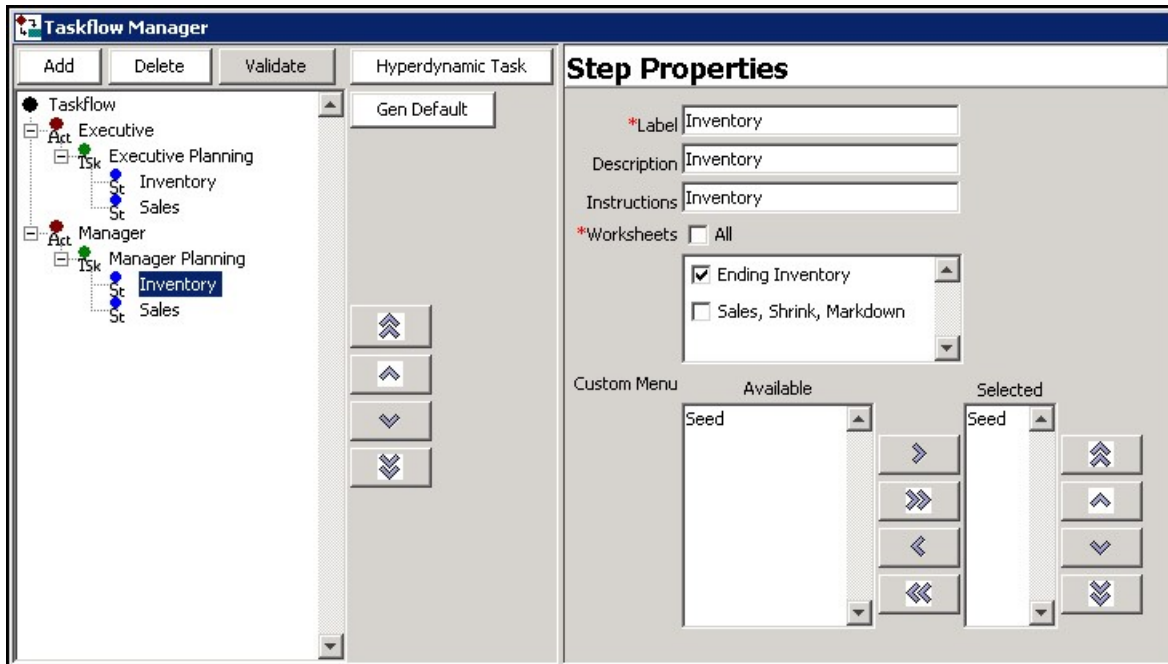 Taskflow Manager
Add Delete Validate Hyperdynamic Task
Gen Default
Taskflow
Act Executive
Tsk Executive Planning
St Inventory
St Sales
Act Manager
Tsk Manager Planning
St Inventory
St Sales
Step Properties
*Label Inventory
Description Inventory
Instructions Inventory
*Worksheets All
Ending Inventory
Sales, Shrink, Markdown
Custom Menu Available Selected
Seed Seed